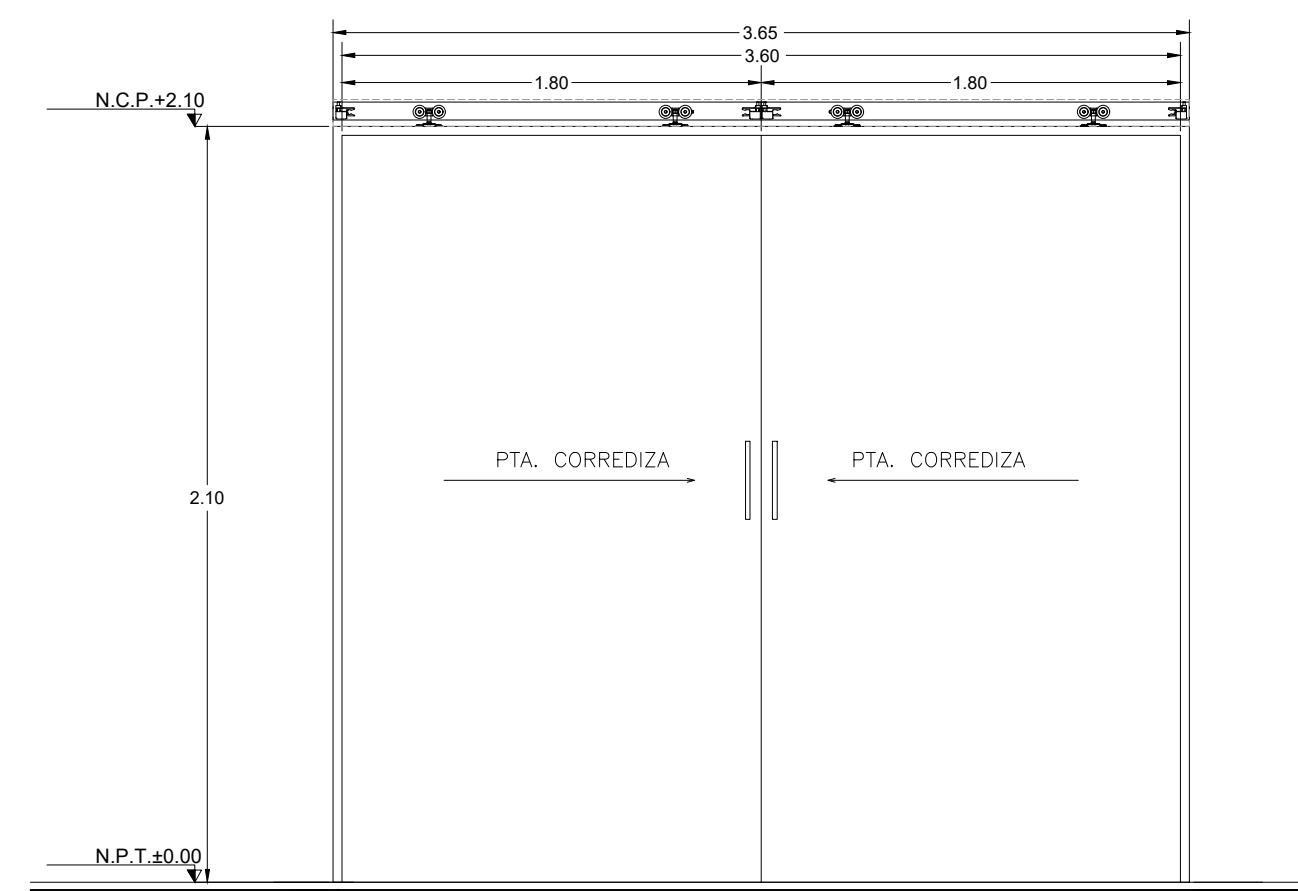 3.65
3.60
1.80
1.80
N.C.P.+2.10
PTA. CORREDIZA
PTA. CORREDIZA
2.10
N.P.T.±0.00